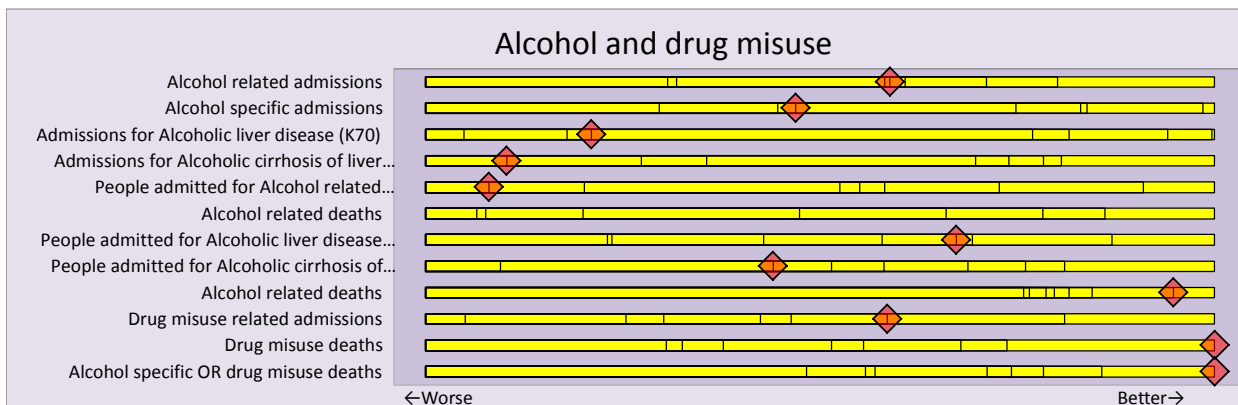 Alcohol and drug misuse
Alcohol related admissions
Alcohol specific admissions
Admissions for Alcoholic liver disease (K70)
Admissions for Alcoholic cirrhosis of liver...
People admitted for Alcohol related...
Alcohol related deaths
People admitted for Alcoholic liver disease...
People admitted for Alcoholic cirrhosis of...
Alcohol related deaths
Drug misuse related admissions
Drug misuse deaths
Alcohol specific OR drug misuse deaths
←Worse Better→